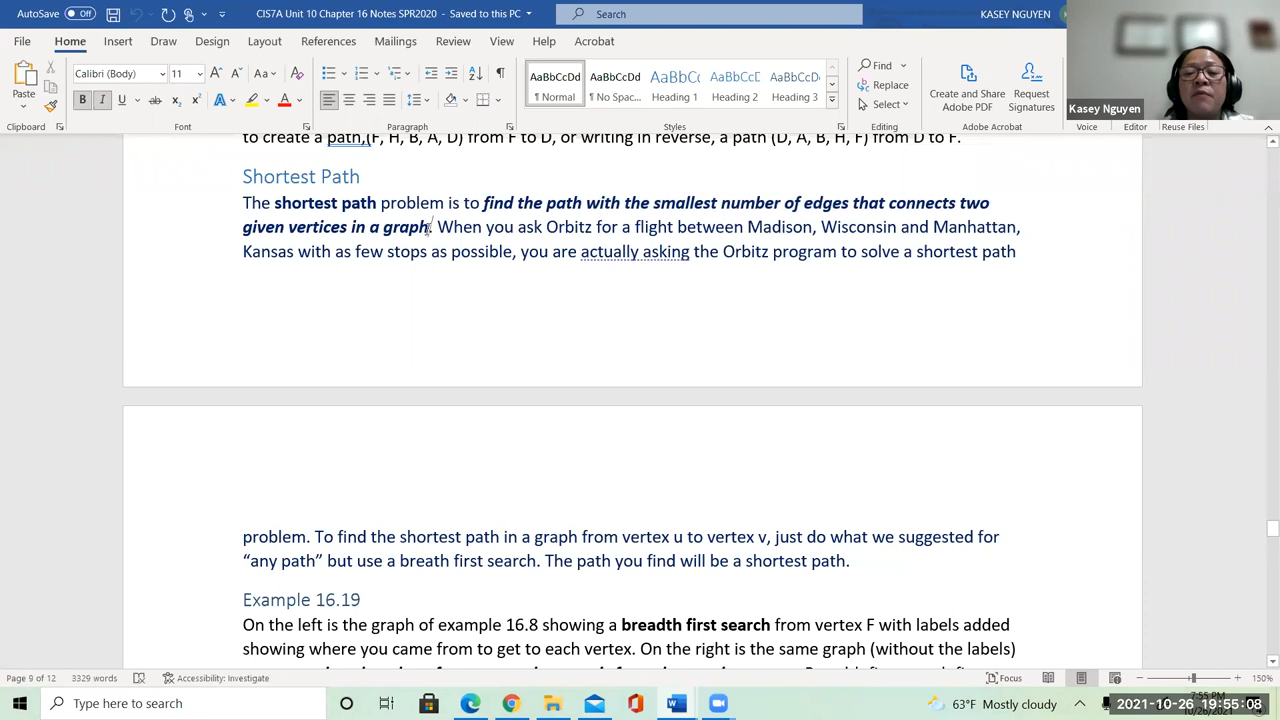 AutoSave Off CIS7A Chapter 16 Notes SPR2020 - Saved to this PC Search KASEY NGUYEN
File Home Insert Draw Design Layout References Mailings Review View Help Acrobat
Paste Calibri (Body) 11 Aa AaBbCcDd AaBbCcDd AaBbC AaBbCcE AaBbCcD Find Replace Select Create and Share Adobe PDF Request Signatures
¶ Normal ¶ No Spac... Heading 1 Heading 2 Heading 3
Kasey Nguyen
Clipboard Font Paragraph Styles Editing Adobe Acrobat Voice Editor Reuse Files
to create a path,(F, H, B, A, D) from F to D, or writing in reverse, a path (D, A, B, H, F) from D to F.
Shortest Path
The shortest path problem is to find the path with the smallest number of edges that connects two
given vertices in a graph. When you ask Orbitz for a flight between Madison, Wisconsin and Manhattan,
Kansas with as few stops as possible, you are actually asking the Orbitz program to solve a shortest path
problem. To find the shortest path in a graph from vertex u to vertex v, just do what we suggested for
“any path” but use a breath first search. The path you find will be a shortest path.
Example 16.19
On the left is the graph of example 16.8 showing a breadth first search from vertex F with labels added
showing where you came from to get to each vertex. On the right is the same graph (without the labels)
Page 9 of 12 3329 words Accessibility: Investigate Focus 150%
Type here to search 63°F Mostly cloudy 7:55 PM
2021-10-26 19:55:08